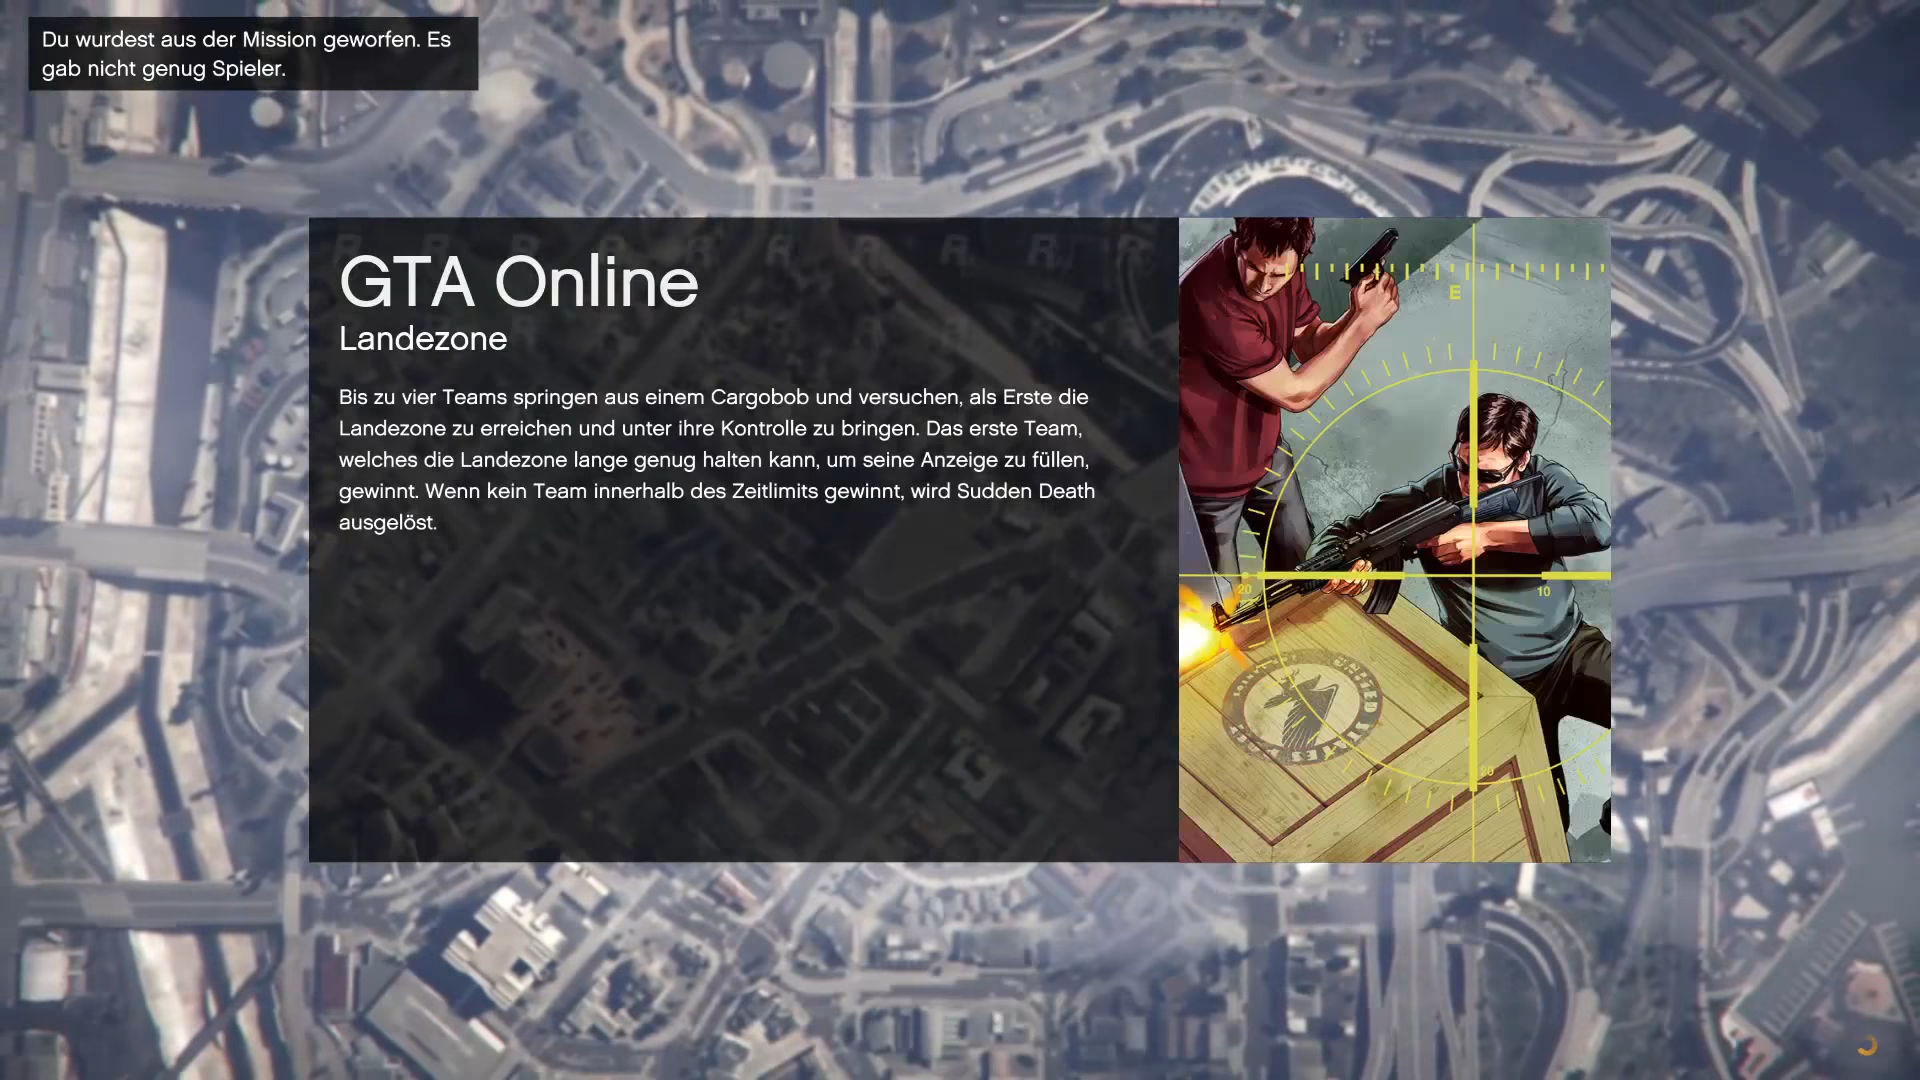 Du wurdest aus der Mission geworfen. Es
gab nicht genug Spieler.
GTA Online
Landezone
Bis zu vier Teams springen aus einem Cargobob und versuchen, als Erste die
Landezone zu erreichen und unter ihre Kontrolle zu bringen. Das erste Team,
welches die Landezone lange genug halten kann, um seine Anzeige zu füllen,
gewinnt. Wenn kein Team innerhalb des Zeitlimits gewinnt, wird Sudden Death
ausgelöst.
E
20
10